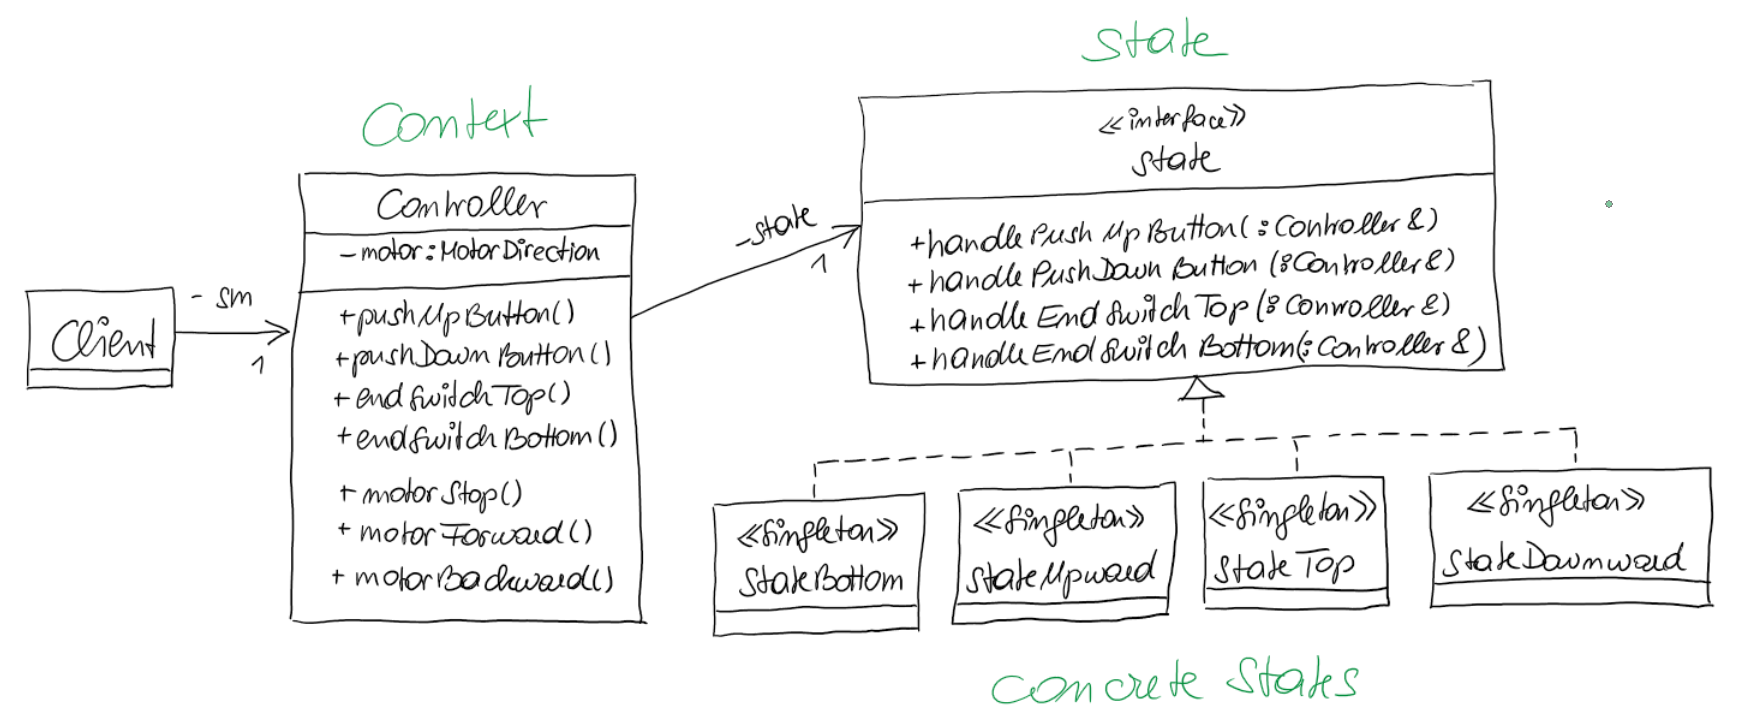 State
Context
<<interface>>
State
Controller
- motor: MotorDirection
- state
1
+ handlePushUpButton(:Controller &)
+ handlePushDownButton(:Controller &)
+ handleEndSwitchTop(:Controller &)
+ handleEndSwitchBottom(:Controller &)
- sm
1
Client
+ pushUpButton()
+ pushDownButton()
+ endSwitchTop()
+ endSwitchBottom()
+ motorStop()
+ motorForward()
+ motorBackward()
<<Singleton>>
StateBottom
<<Singleton>>
StateUpward
<<Singleton>>
StateTop
<<Singleton>>
StateDownward
Concrete States